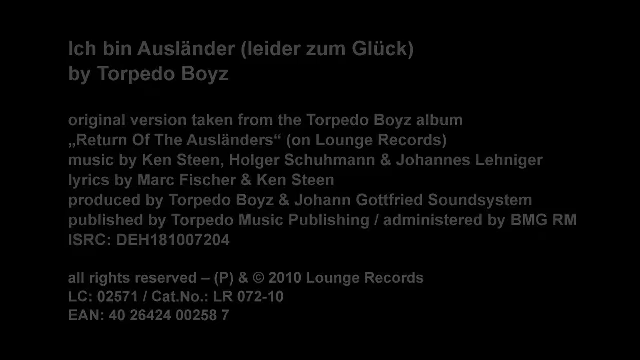 Ich bin Ausländer (leider zum Glück)
by Torpedo Boyz
original version taken from the Torpedo Boyz album
„Return Of The Ausländers“ (on Lounge Records)
music by Ken Steen, Holger Schuhmann & Johannes Lehniger
lyrics by Marc Fischer & Ken Steen
produced by Torpedo Boyz & Johann Gottfried Soundsystem
published by Torpedo Music Publishing / administered by BMG RM
ISRC: DEH181007204
all rights reserved – (P) & © 2010 Lounge Records
LC: 02571 / Cat.No.: LR 072-10
EAN: 40 26424 00258 7